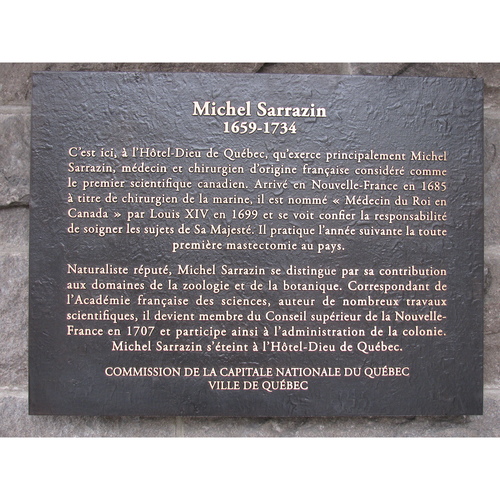 Michel Sarrazin
1659-1734
C'est ici, à l'Hôtel-Dieu de Québec, qu'exerce principalement Michel
Sarrazin, médecin et chirurgien d'origine française considéré comme
le premier scientifique canadien. Arrivé en Nouvelle-France en 1685
à titre de chirurgien de la marine, il est nommé « Médecin du Roi en
Canada » par Louis XIV en 1699 et se voit confier la responsabilité
de soigner les sujets de Sa Majesté. Il pratique l'année suivante la toute
première mastectomie au pays.
Naturaliste réputé, Michel Sarrazin se distingue par sa contribution
aux domaines de la zoologie et de la botanique. Correspondant de
l'Académie française des sciences, auteur de nombreux travaux
scientifiques, il devient membre du Conseil supérieur de la Nouvelle-
France en 1707 et participe ainsi à l'administration de la colonie.
Michel Sarrazin s'éteint à l'Hôtel-Dieu de Québec.
COMMISSION DE LA CAPITALE NATIONALE DU QUÉBEC
VILLE DE QUÉBEC